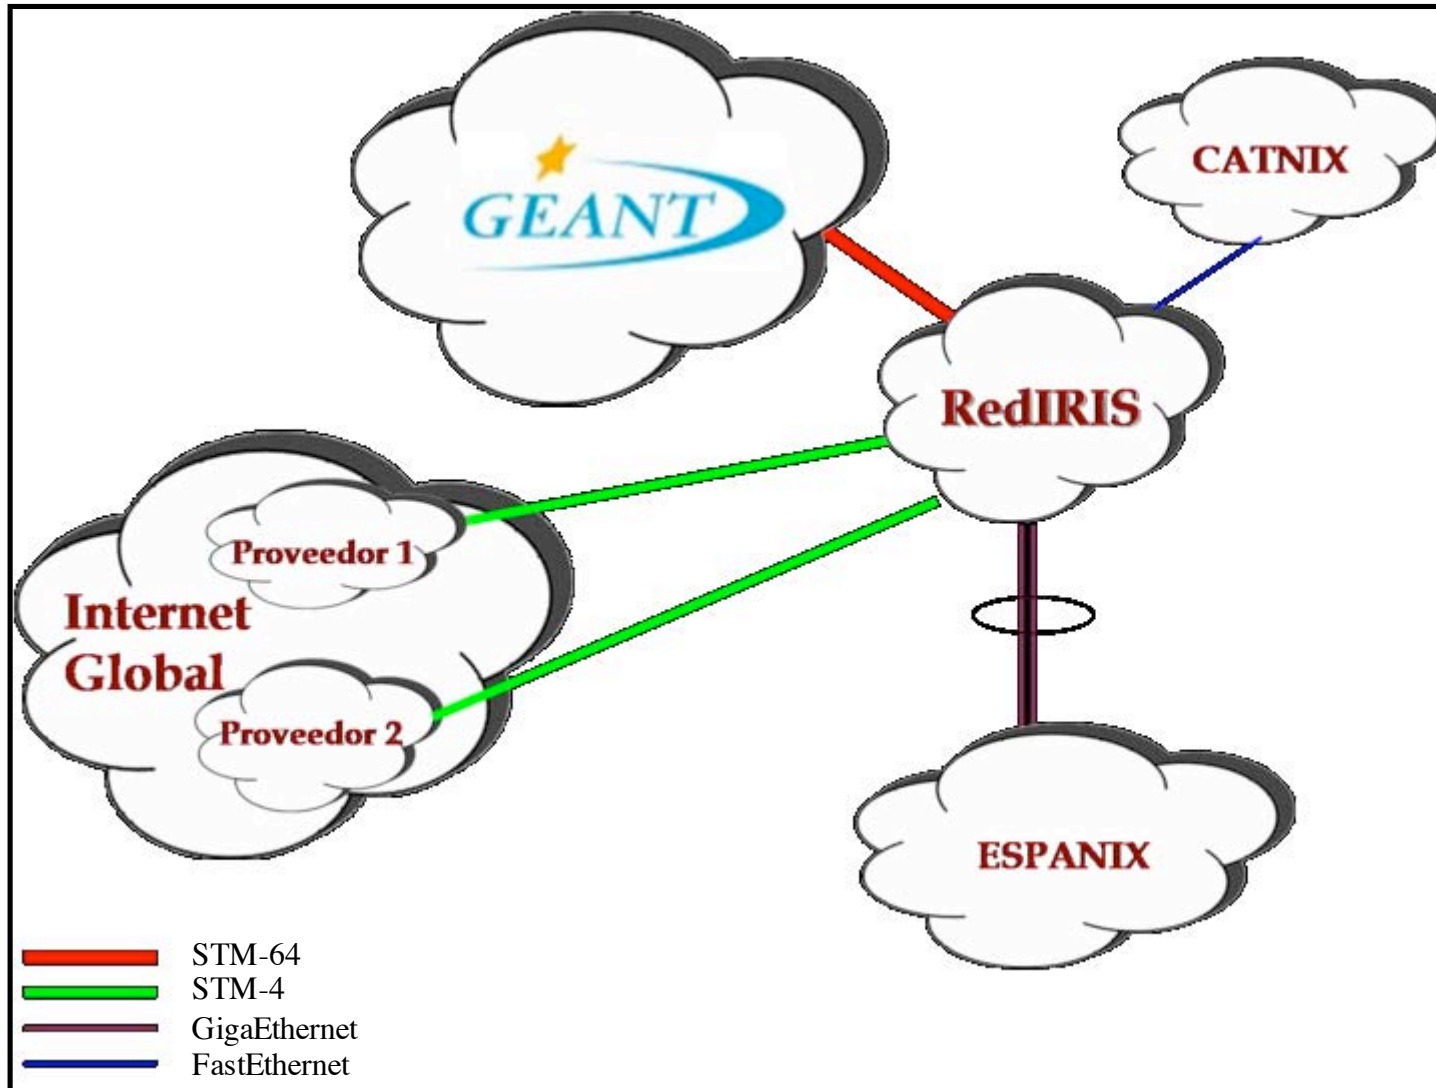 GEANT
CATNIX
RedIRIS
Proveedor 1
Internet
Global
Proveedor 2
ESPANIX
STM-64
STM-4
GigaEthernet
FastEthernet